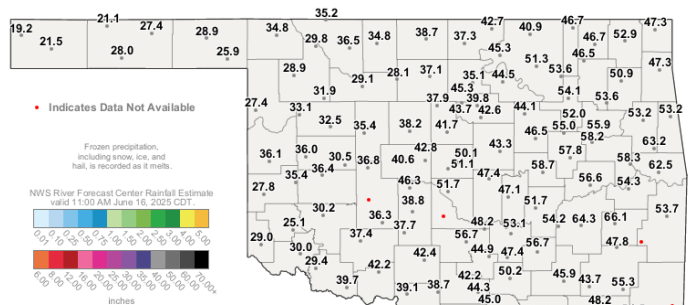 35.2
21.1
42.7 46.7 47.3
19.2 27.4 28.9 34.8 38.7 40.9
21.5 29.8 36.5 34.8 37.3 46.7 52.9
28.0 25.9 45.3 46.5
51.3 47.3
28.9 28.1 37.1 35.1 44.5 53.6 50.9
29.1
31.9 45.3 54.1
27.4 37.9 39.8 53.6
33.1 43.7 42.6 44.1 52.0 53.2 53.2
Indicates Data Not Available
32.5 35.4 38.2 41.7 46.5 55.0 55.9
58.2
36.0 42.8 43.3 57.8 63.2
36.1 30.5 36.8 40.6 50.1 58.3
Frozen precipitation,
including snow, ice, and
hail, is recorded as it melts.
36.4 51.1 58.7 62.5
35.4 47.4
46.3 51.7 56.6 54.3
NWS River Forecast Center Rainfall Estimate
valid 11:00 AM June 16, 2025 CDT.
27.8 47.1
38.8 51.7
30.2 36.3 53.7
25.1 37.7 48.2 53.1 54.2 64.3 66.1
0.01 0.10 0.25 0.50 0.75 1.00 1.50 2.00 2.50 3.00 4.00 5.00
29.0 37.4 56.7 56.7 47.8
30.0 42.4 44.9 47.4
29.4 42.2
6.00 8.00 10.00 15.00 20.00 25.00 30.00 35.00 40.00 50.00 60.00 70.00+
39.7 42.2 50.2 45.9 43.7 55.3
39.1 38.7 44.3
inches
45.0 48.2